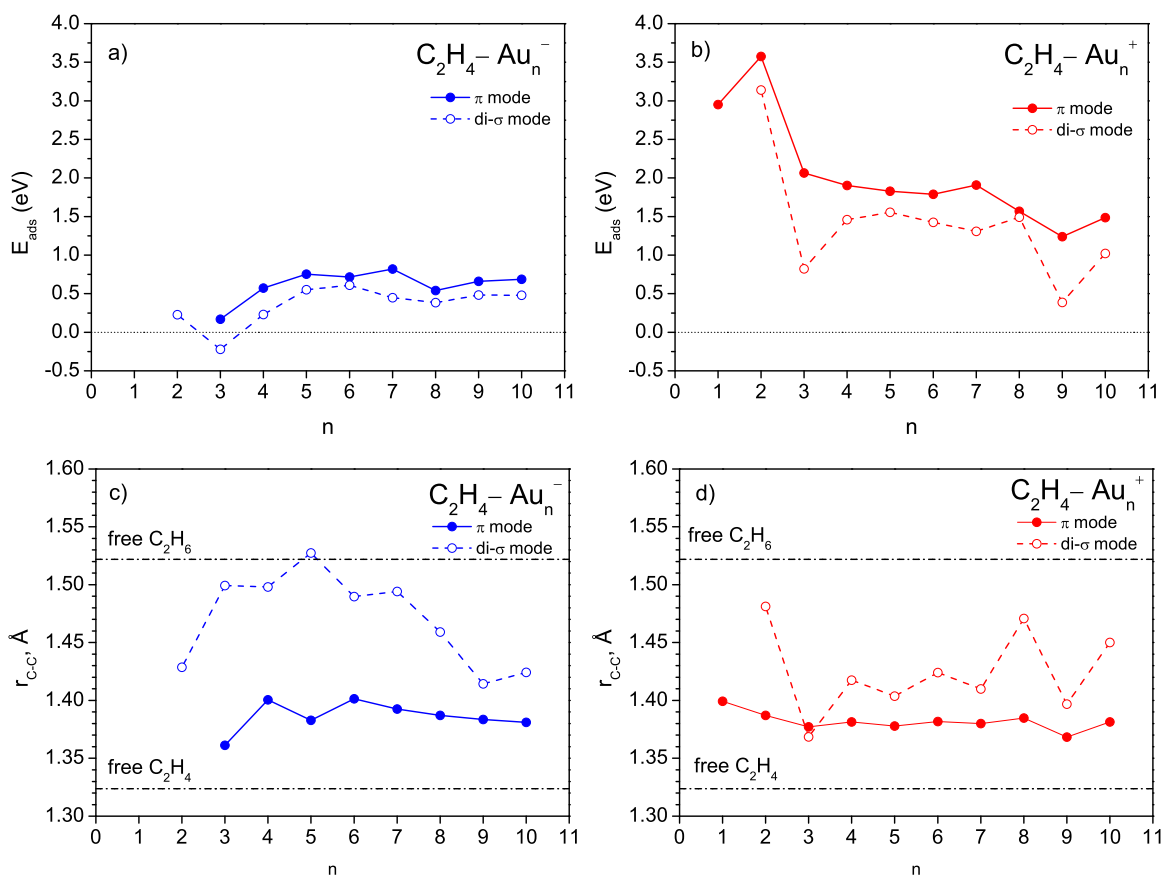 a)
C₂H₄– Auₙ⁻
π mode
di-σ mode
4.0
3.5
3.0
2.5
2.0
1.5
1.0
0.5
0.0
-0.5
E_ads (eV)
0 1 2 3 4 5 6 7 8 9 10 11
n
b)
C₂H₄– Auₙ⁺
π mode
di-σ mode
4.0
3.5
3.0
2.5
2.0
1.5
1.0
0.5
0.0
-0.5
E_ads (eV)
0 1 2 3 4 5 6 7 8 9 10 11
n
c)
C₂H₄– Auₙ⁻
π mode
di-σ mode
free C₂H₆
free C₂H₄
1.60
1.55
1.50
1.45
1.40
1.35
1.30
r_C-C, Å
0 1 2 3 4 5 6 7 8 9 10 11
n
d)
C₂H₄– Auₙ⁺
π mode
di-σ mode
free C₂H₆
free C₂H₄
1.60
1.55
1.50
1.45
1.40
1.35
1.30
r_C-C, Å
0 1 2 3 4 5 6 7 8 9 10 11
n